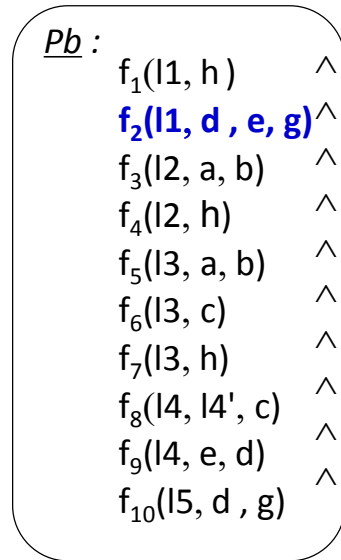 Pb :
f₁(l1, h ) ∧
f₂(l1, d , e, g) ∧
f₃(l2, a, b) ∧
f₄(l2, h) ∧
f₅(l3, a, b) ∧
f₆(l3, c) ∧
f₇(l3, h) ∧
f₈(l4, l4', c) ∧
f₉(l4, e, d) ∧
f₁₀(l5, d , g) ∧